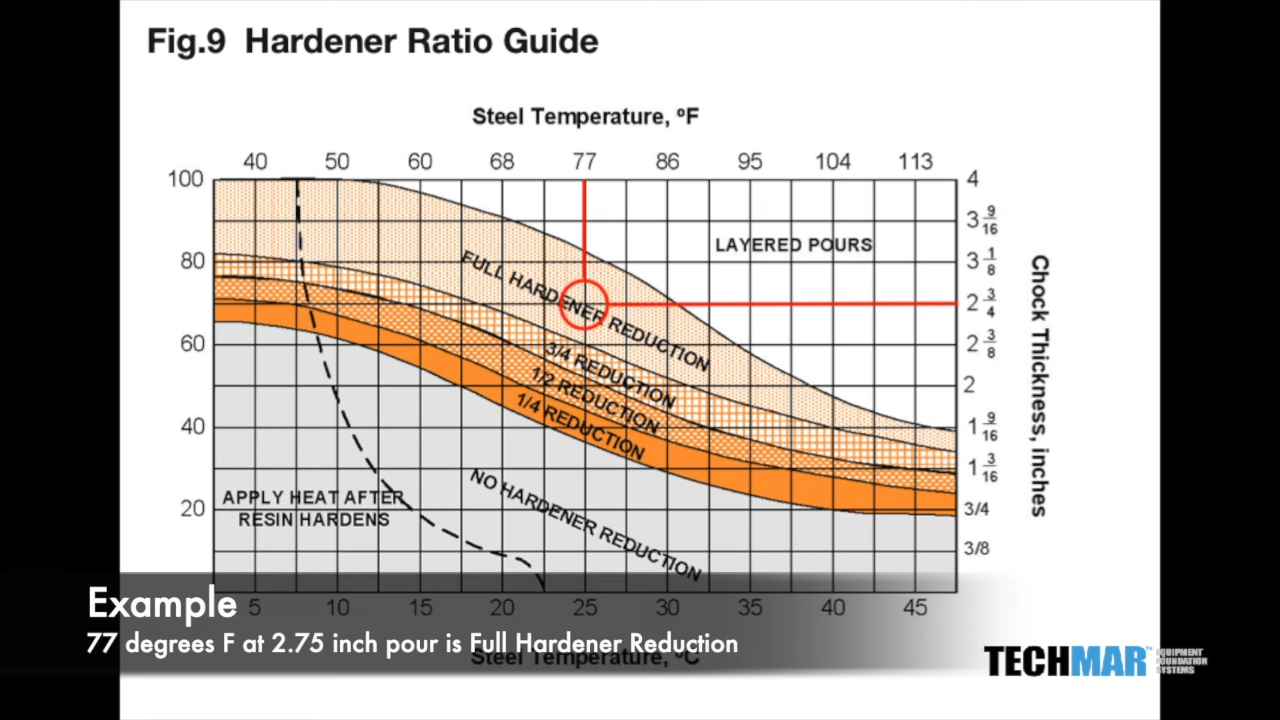 Fig.9 Hardener Ratio Guide
Steel Temperature, ºF
40 50 60 68 77 86 95 104 113
100
80
60
40
20
4
3 9/16
3 1/8
2 3/4
2 3/8
2
1 9/16
1 3/16
3/4
3/8
Chock Thickness, inches
LAYERED POURS
FULL HARDENER REDUCTION
3/4 REDUCTION
1/2 REDUCTION
1/4 REDUCTION
NO HARDENER REDUCTION
APPLY HEAT AFTER
RESIN HARDENS
5 10 15 20 25 30 35 40 45
Steel Temperature, ºC
Example
77 degrees F at 2.75 inch pour is Full Hardener Reduction
TECHMAR™
EQUIPMENT
FOUNDATION
SYSTEMS